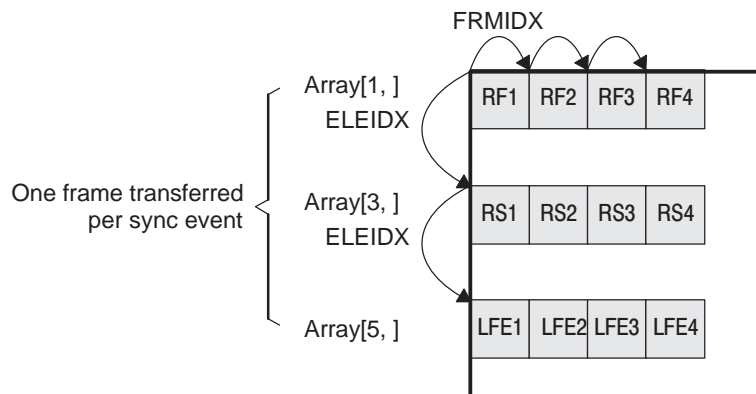 FRMIDX
Array[1, ]
RF1 RF2 RF3 RF4
ELEIDX
One frame transferred
per sync event
Array[3, ]
RS1 RS2 RS3 RS4
ELEIDX
Array[5, ]
LFE1 LFE2 LFE3 LFE4